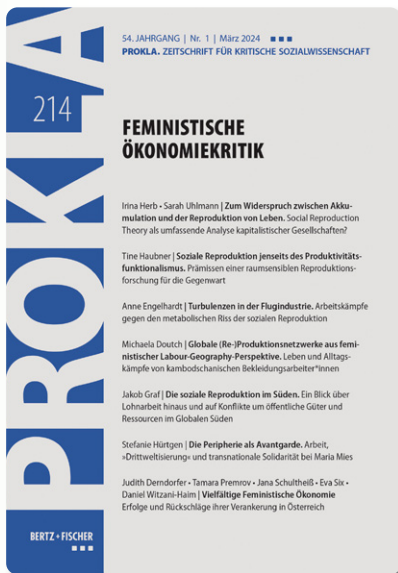 54. JAHRGANG | Nr. 1 | März 2024
PROKLA. ZEITSCHRIFT FÜR KRITISCHE SOZIALWISSENSCHAFT
PROKLA
214
FEMINISTISCHE
ÖKONOMIEKRITIK
Irina Herb • Sarah Uhlmann | Zum Widerspruch zwischen Akku-
mulation und der Reproduktion von Leben. Social Reproduction
Theory als umfassende Analyse kapitalistischer Gesellschaften?
Tine Haubner | Soziale Reproduktion jenseits des Produktivitäts-
funktionalismus. Prämissen einer raumsensiblen Reproduktions-
forschung für die Gegenwart
Anne Engelhardt | Turbulenzen in der Flugindustrie. Arbeitskämpfe
gegen den metabolischen Riss der sozialen Reproduktion
Michaela Doutch | Globale (Re-)Produktionsnetzwerke aus femi-
nistischer Labour-Geography-Perspektive. Leben und Alltags-
kämpfe von kambodschanischen Bekleidungsarbeiter*innen
Jakob Graf | Die soziale Reproduktion im Süden. Ein Blick über
Lohnarbeit hinaus und auf Konflikte um öffentliche Güter und
Ressourcen im Globalen Süden
Stefanie Hürtgen | Die Peripherie als Avantgarde. Arbeit,
»Drittweltisierung« und transnationale Solidarität bei Maria Mies
Judith Derndorfer • Tamara Premrov • Jana Schultheiß • Eva Six •
Daniel Witzani-Haim | Vielfältige Feministische Ökonomie
Erfolge und Rückschläge ihrer Verankerung in Österreich
BERTZ + FISCHER